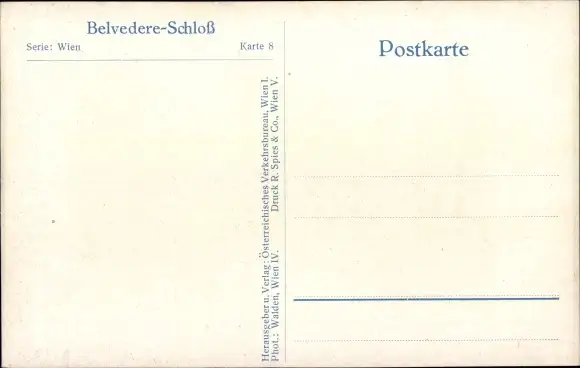 Belvedere-Schloß
Serie: Wien Karte 8
Postkarte
Herausgeber u. Verlag: Österreichisches Verkehrsbureau, Wien I.
Phot.: Walden, Wien IV. Druck R. Spies & Co., Wien V.